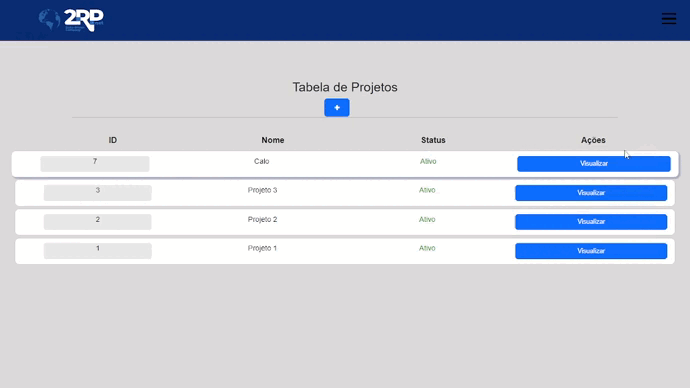 2RP
Tabela de Projetos
+
ID Nome Status Ações
7 Calo Ativo Visualizar
3 Projeto 3 Ativo Visualizar
2 Projeto 2 Ativo Visualizar
1 Projeto 1 Ativo Visualizar